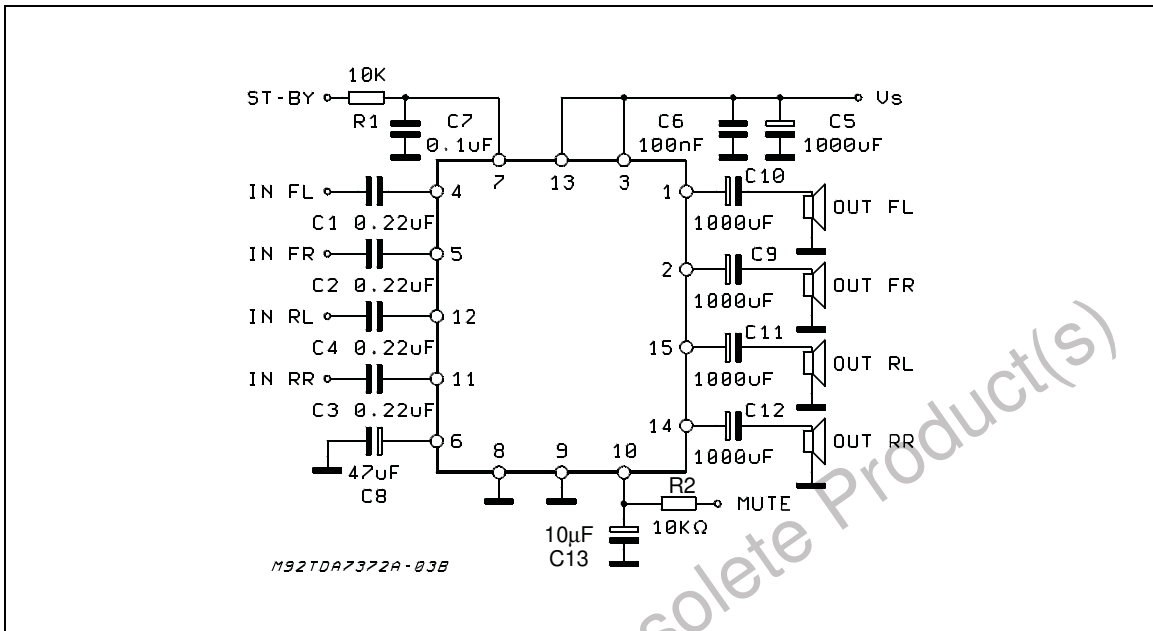 10K
ST-BY
Vs
R1
C7
0.1uF
C6
100nF
C5
1000uF
7
13
3
IN FL
4
C1 0.22uF
IN FR
5
C2 0.22uF
IN RL
12
C4 0.22uF
IN RR
11
C3 0.22uF
6
47uF
C8
8
9
10
1
C10
1000uF
OUT FL
2
C9
1000uF
OUT FR
15
C11
1000uF
OUT RL
14
C12
1000uF
OUT RR
R2
MUTE
10KΩ
10µF
C13
M92TDA7372A-03B
solete Product(s)